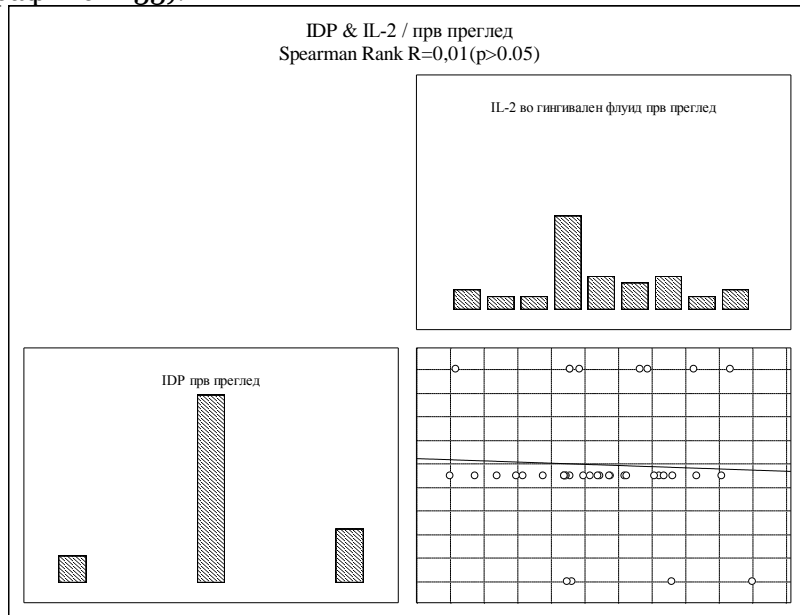 IDP & IL-2 / прв преглед
Spearman Rank R=0,01(p>0.05)
IL-2 во гингивален флуид прв преглед
IDP прв преглед